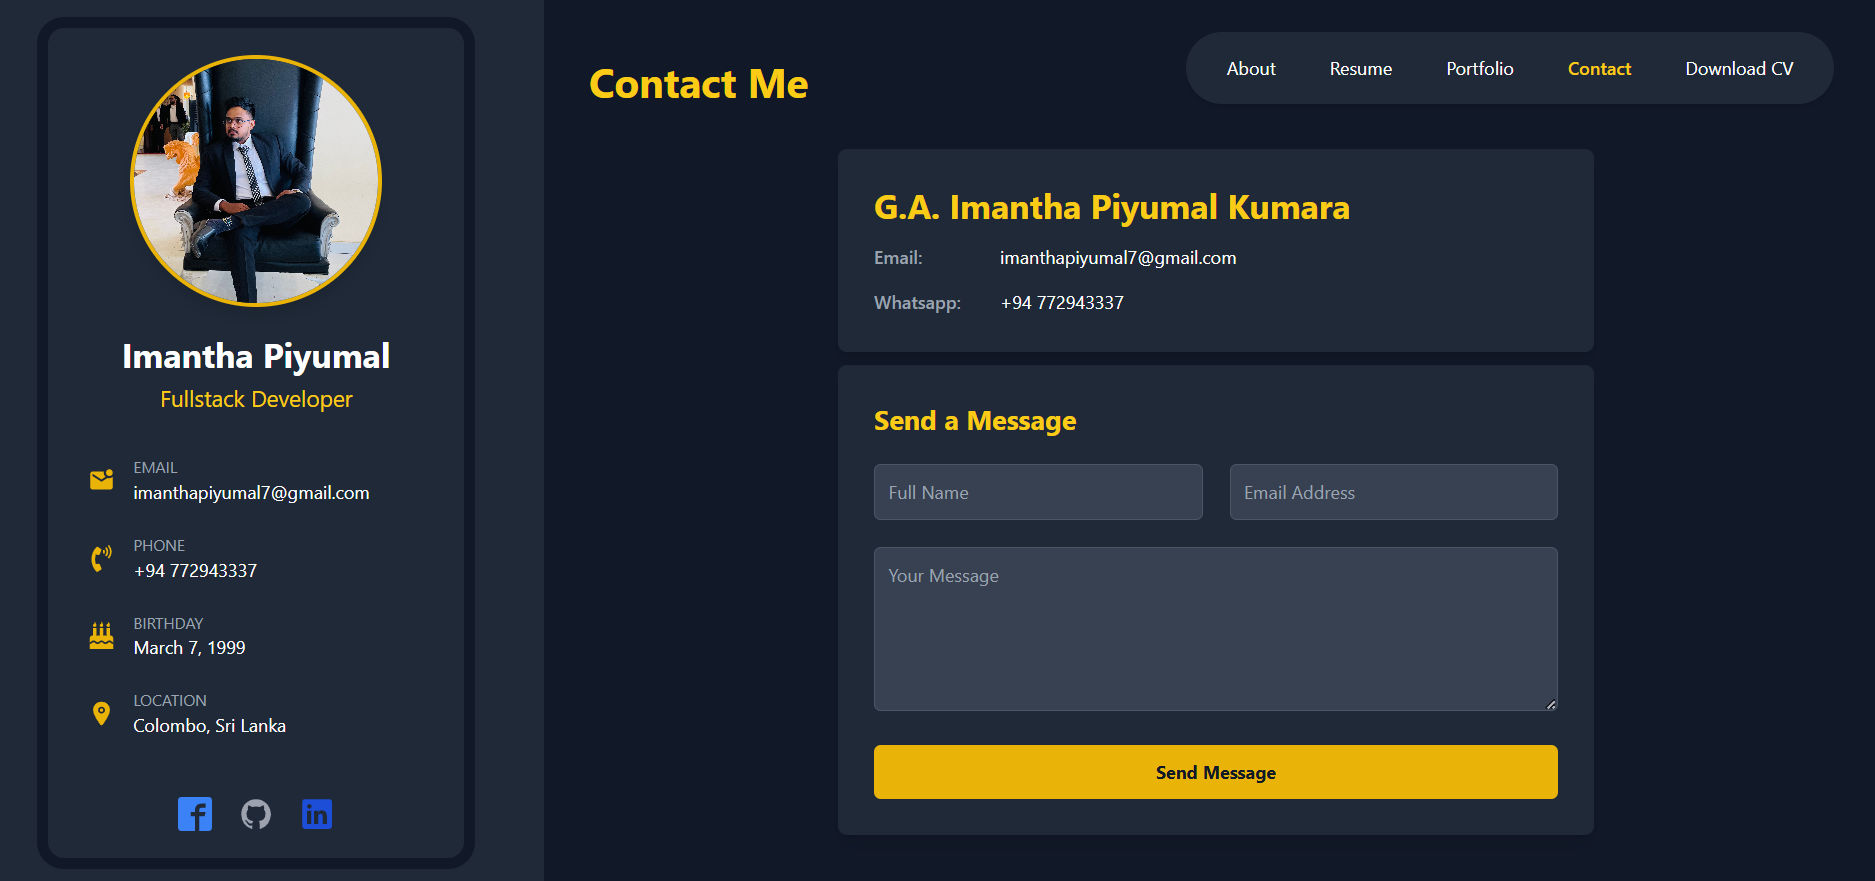 Imantha Piyumal
Fullstack Developer
EMAIL
imanthapiyumal7@gmail.com
PHONE
+94 772943337
BIRTHDAY
March 7, 1999
LOCATION
Colombo, Sri Lanka
Contact Me
About Resume Portfolio Contact Download CV
G.A. Imantha Piyumal Kumara
Email: imanthapiyumal7@gmail.com
Whatsapp: +94 772943337
Send a Message
Full Name Email Address
Your Message
Send Message